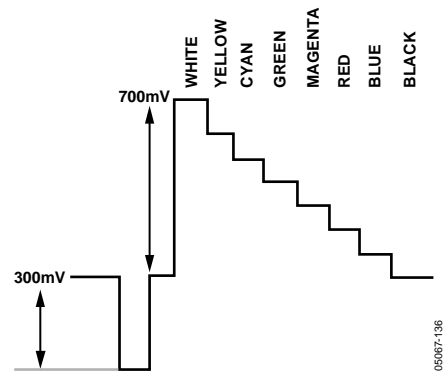 WHITE
YELLOW
CYAN
GREEN
MAGENTA
RED
BLUE
BLACK
700mV
300mV
05067-136